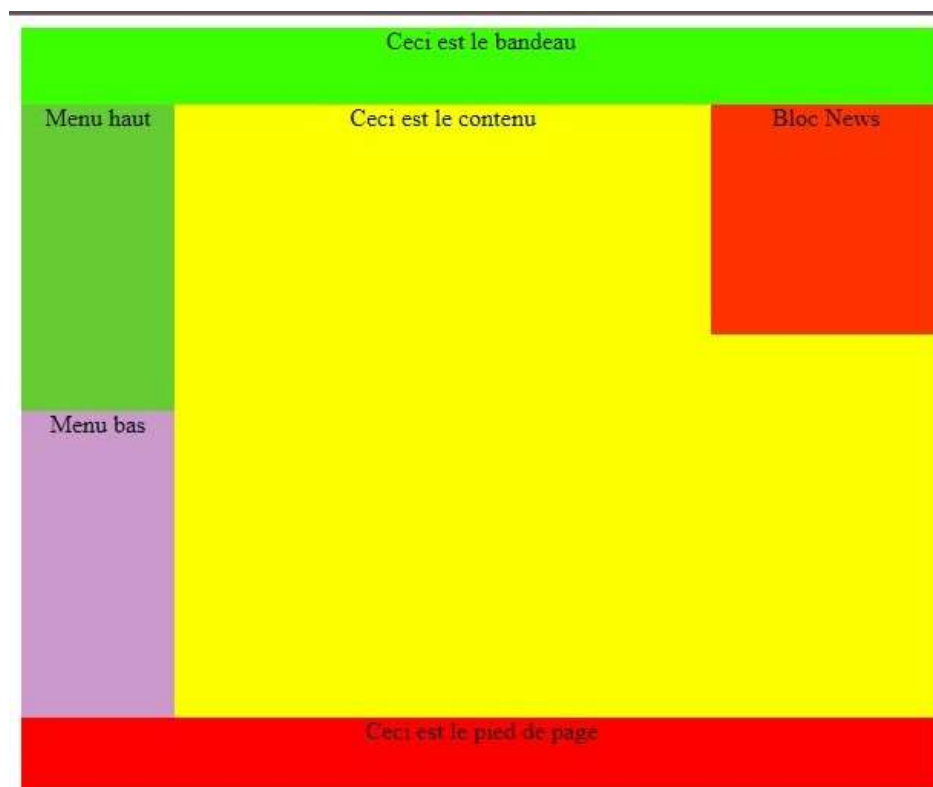 Ceci est le bandeau
Menu haut
Ceci est le contenu
Bloc News
Menu bas
Ceci est le pied de page